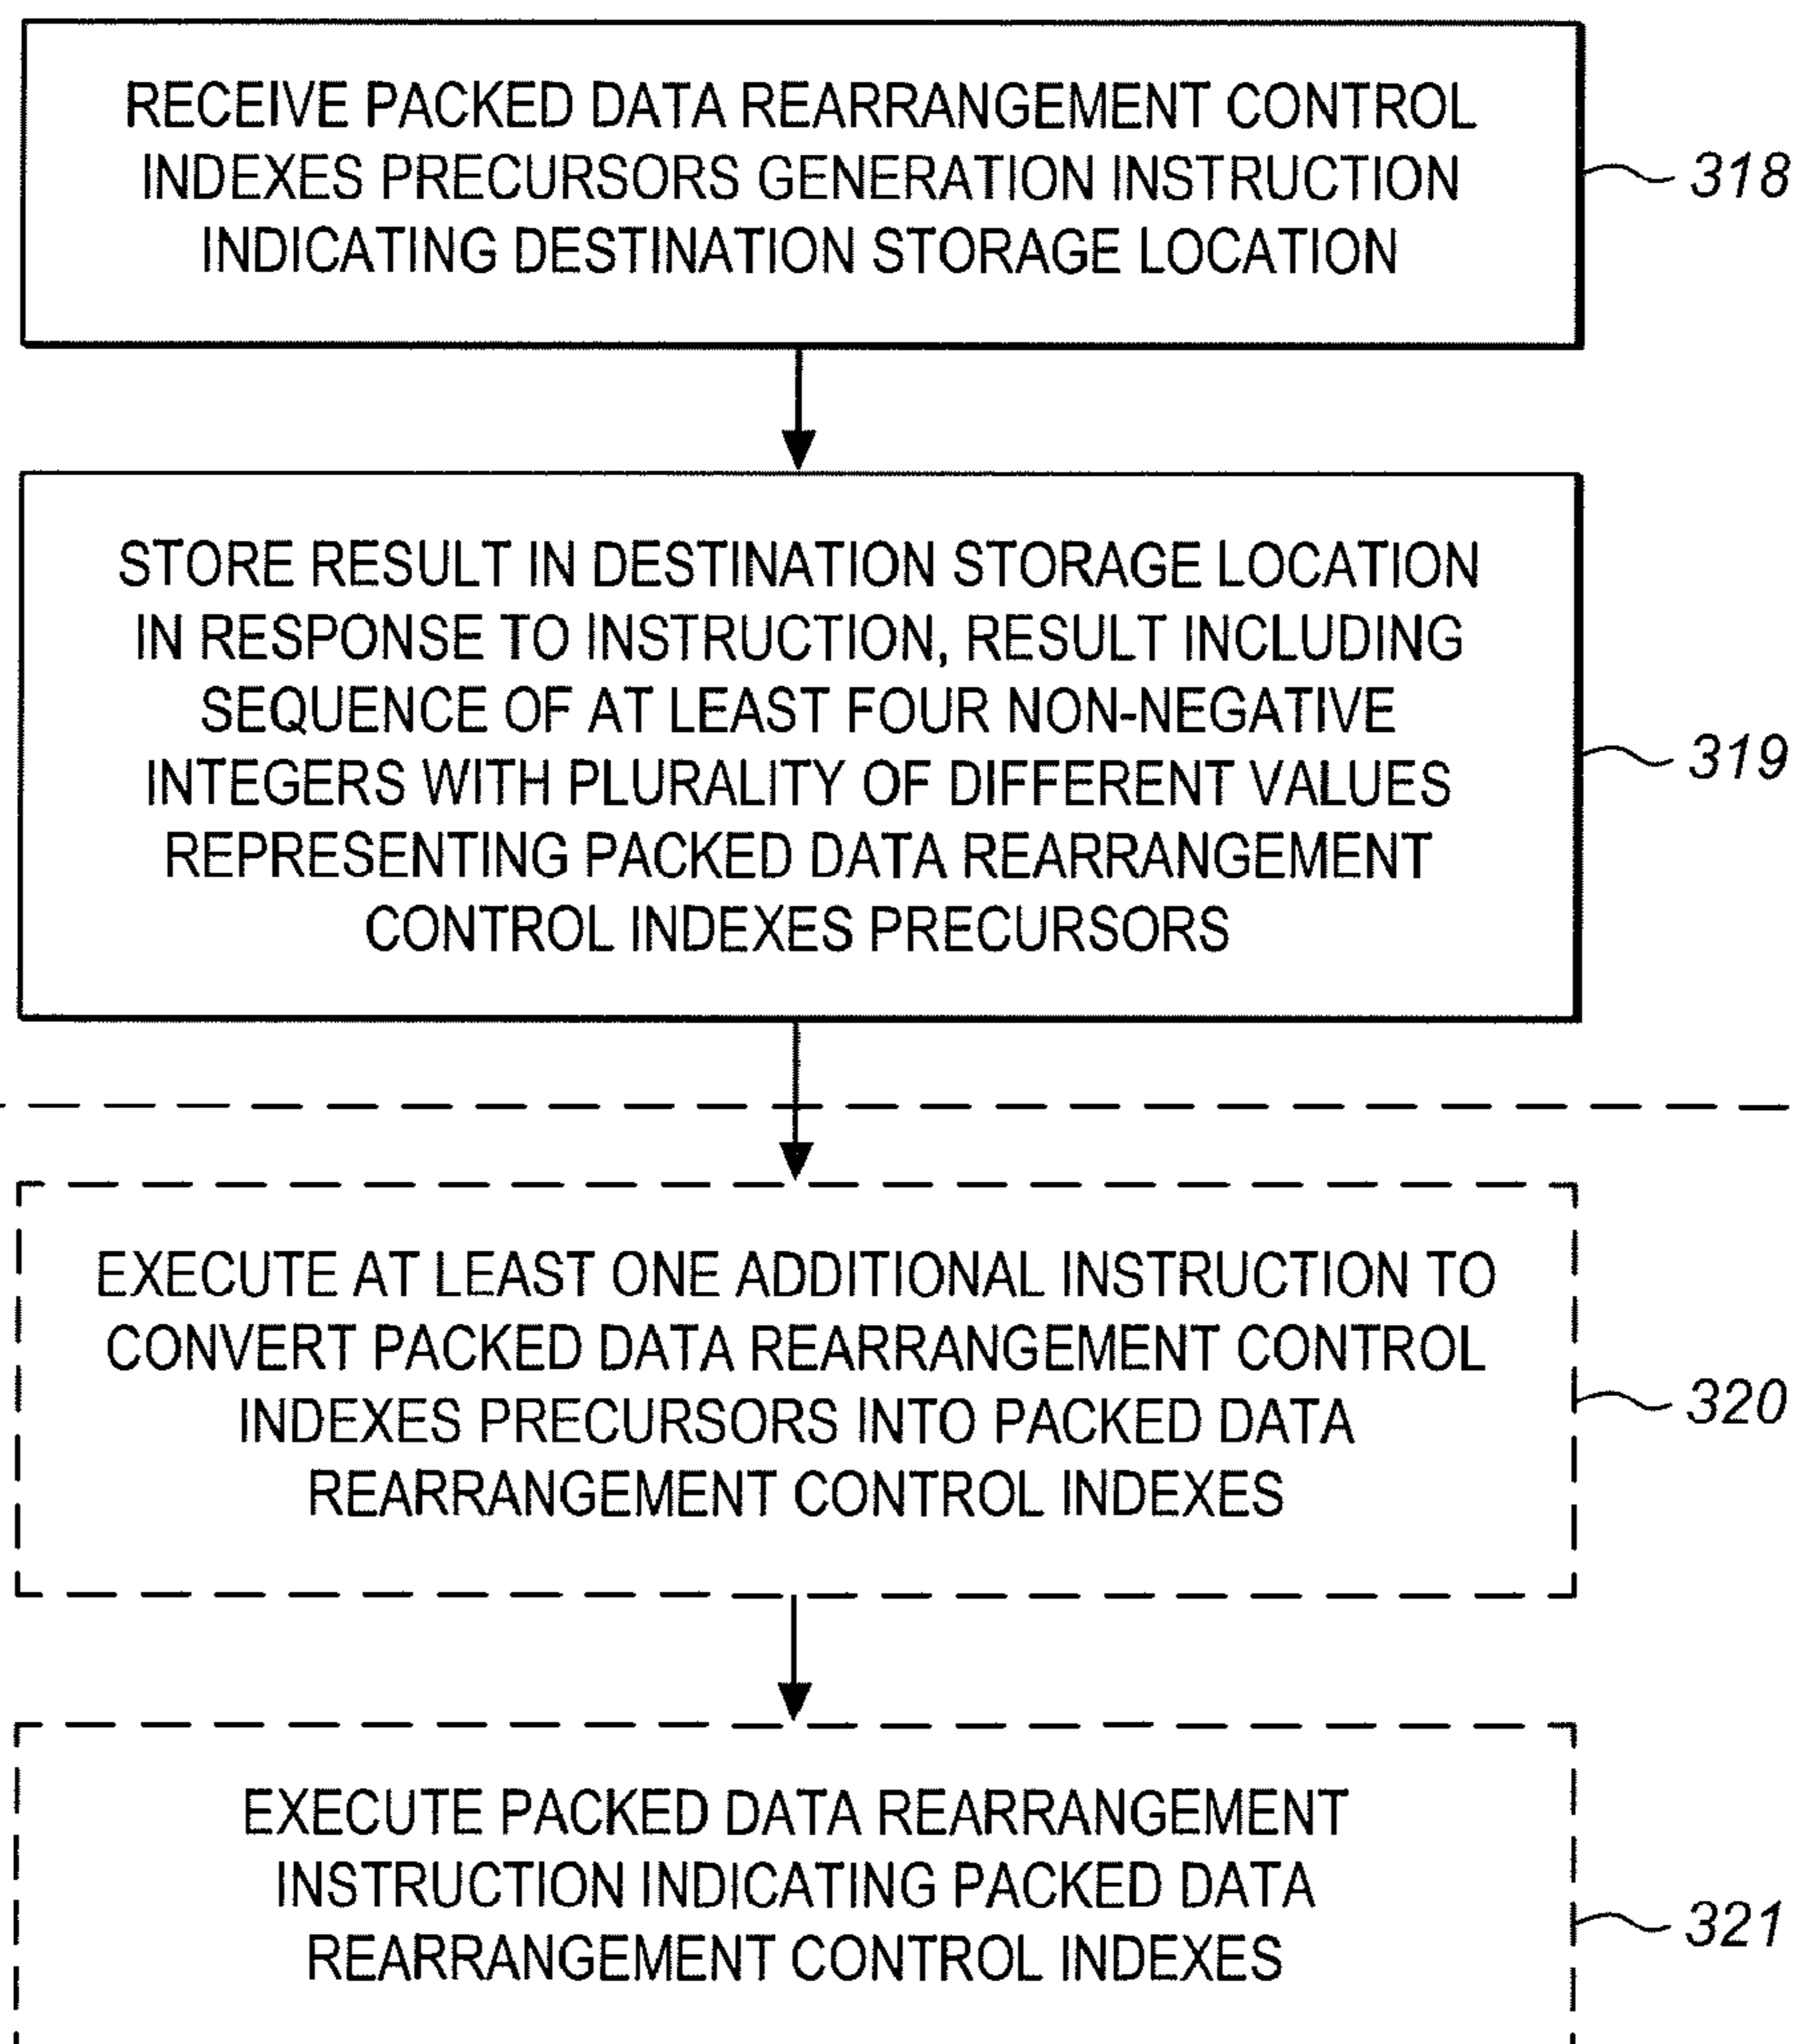 RECEIVE PACKED DATA REARRANGEMENT CONTROL
INDEXES PRECURSORS GENERATION INSTRUCTION
INDICATING DESTINATION STORAGE LOCATION
318
STORE RESULT IN DESTINATION STORAGE LOCATION
IN RESPONSE TO INSTRUCTION, RESULT INCLUDING
SEQUENCE OF AT LEAST FOUR NON-NEGATIVE
INTEGERS WITH PLURALITY OF DIFFERENT VALUES
REPRESENTING PACKED DATA REARRANGEMENT
CONTROL INDEXES PRECURSORS
319
EXECUTE AT LEAST ONE ADDITIONAL INSTRUCTION TO
CONVERT PACKED DATA REARRANGEMENT CONTROL
INDEXES PRECURSORS INTO PACKED DATA
REARRANGEMENT CONTROL INDEXES
320
EXECUTE PACKED DATA REARRANGEMENT
INSTRUCTION INDICATING PACKED DATA
REARRANGEMENT CONTROL INDEXES
321